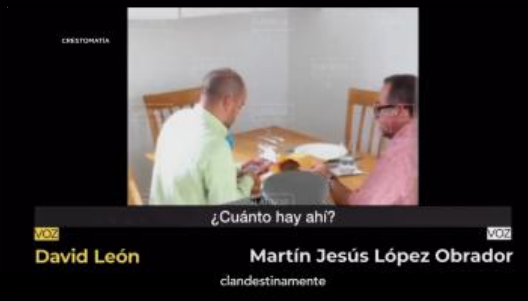 CRESTOMATÍA
¿Cuánto hay ahí?
VOZ
VOZ
David León
Martín Jesús López Obrador
clandestinamente